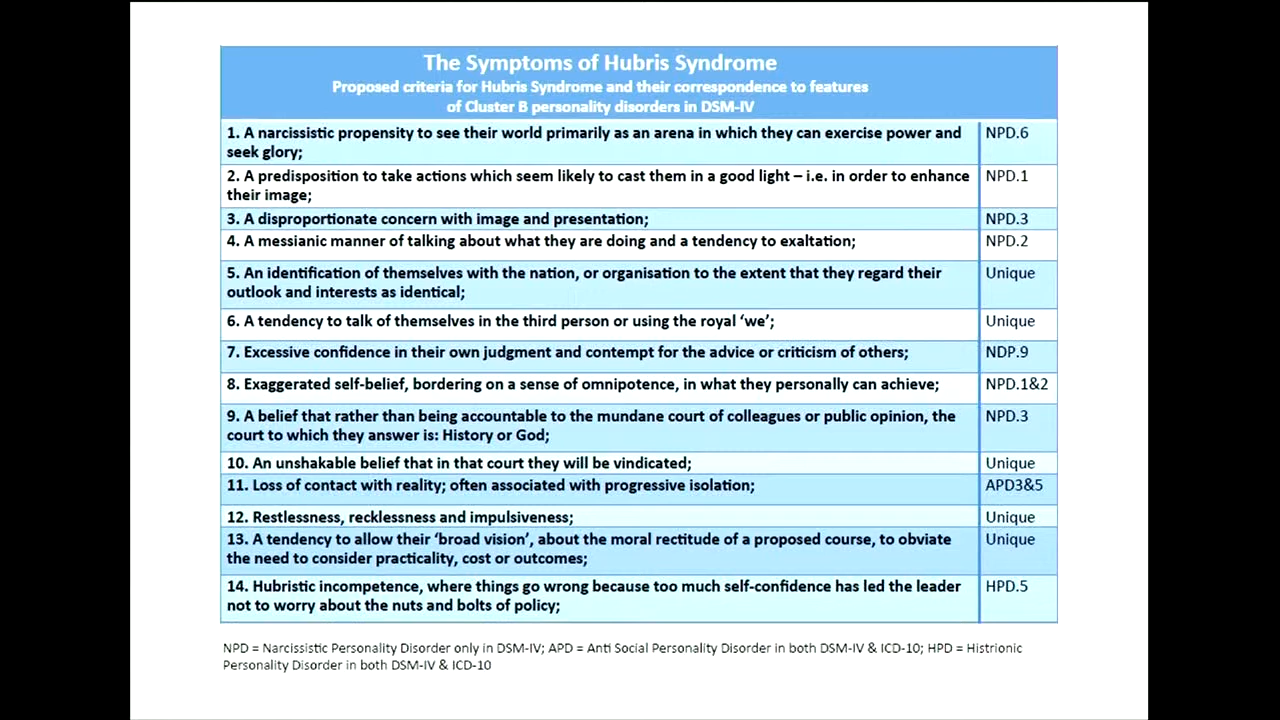 The Symptoms of Hubris Syndrome
Proposed criteria for Hubris Syndrome and their correspondence to features
of Cluster B personality disorders in DSM-IV
1. A narcissistic propensity to see their world primarily as an arena in which they can exercise power and NPD.6
seek glory;
2. A predisposition to take actions which seem likely to cast them in a good light – i.e. in order to enhance NPD.1
their image;
3. A disproportionate concern with image and presentation; NPD.3
4. A messianic manner of talking about what they are doing and a tendency to exaltation; NPD.2
5. An identification of themselves with the nation, or organisation to the extent that they regard their Unique
outlook and interests as identical;
6. A tendency to talk of themselves in the third person or using the royal ‘we’; Unique
7. Excessive confidence in their own judgment and contempt for the advice or criticism of others; NDP.9
8. Exaggerated self-belief, bordering on a sense of omnipotence, in what they personally can achieve; NPD.1&2
9. A belief that rather than being accountable to the mundane court of colleagues or public opinion, the NPD.3
court to which they answer is: History or God;
10. An unshakable belief that in that court they will be vindicated; Unique
11. Loss of contact with reality; often associated with progressive isolation; APD3&5
12. Restlessness, recklessness and impulsiveness; Unique
13. A tendency to allow their ‘broad vision’, about the moral rectitude of a proposed course, to obviate Unique
the need to consider practicality, cost or outcomes;
14. Hubristic incompetence, where things go wrong because too much self-confidence has led the leader HPD.5
not to worry about the nuts and bolts of policy;
NPD = Narcissistic Personality Disorder only in DSM-IV; APD = Anti Social Personality Disorder in both DSM-IV & ICD-10; HPD = Histrionic
Personality Disorder in both DSM-IV & ICD-10